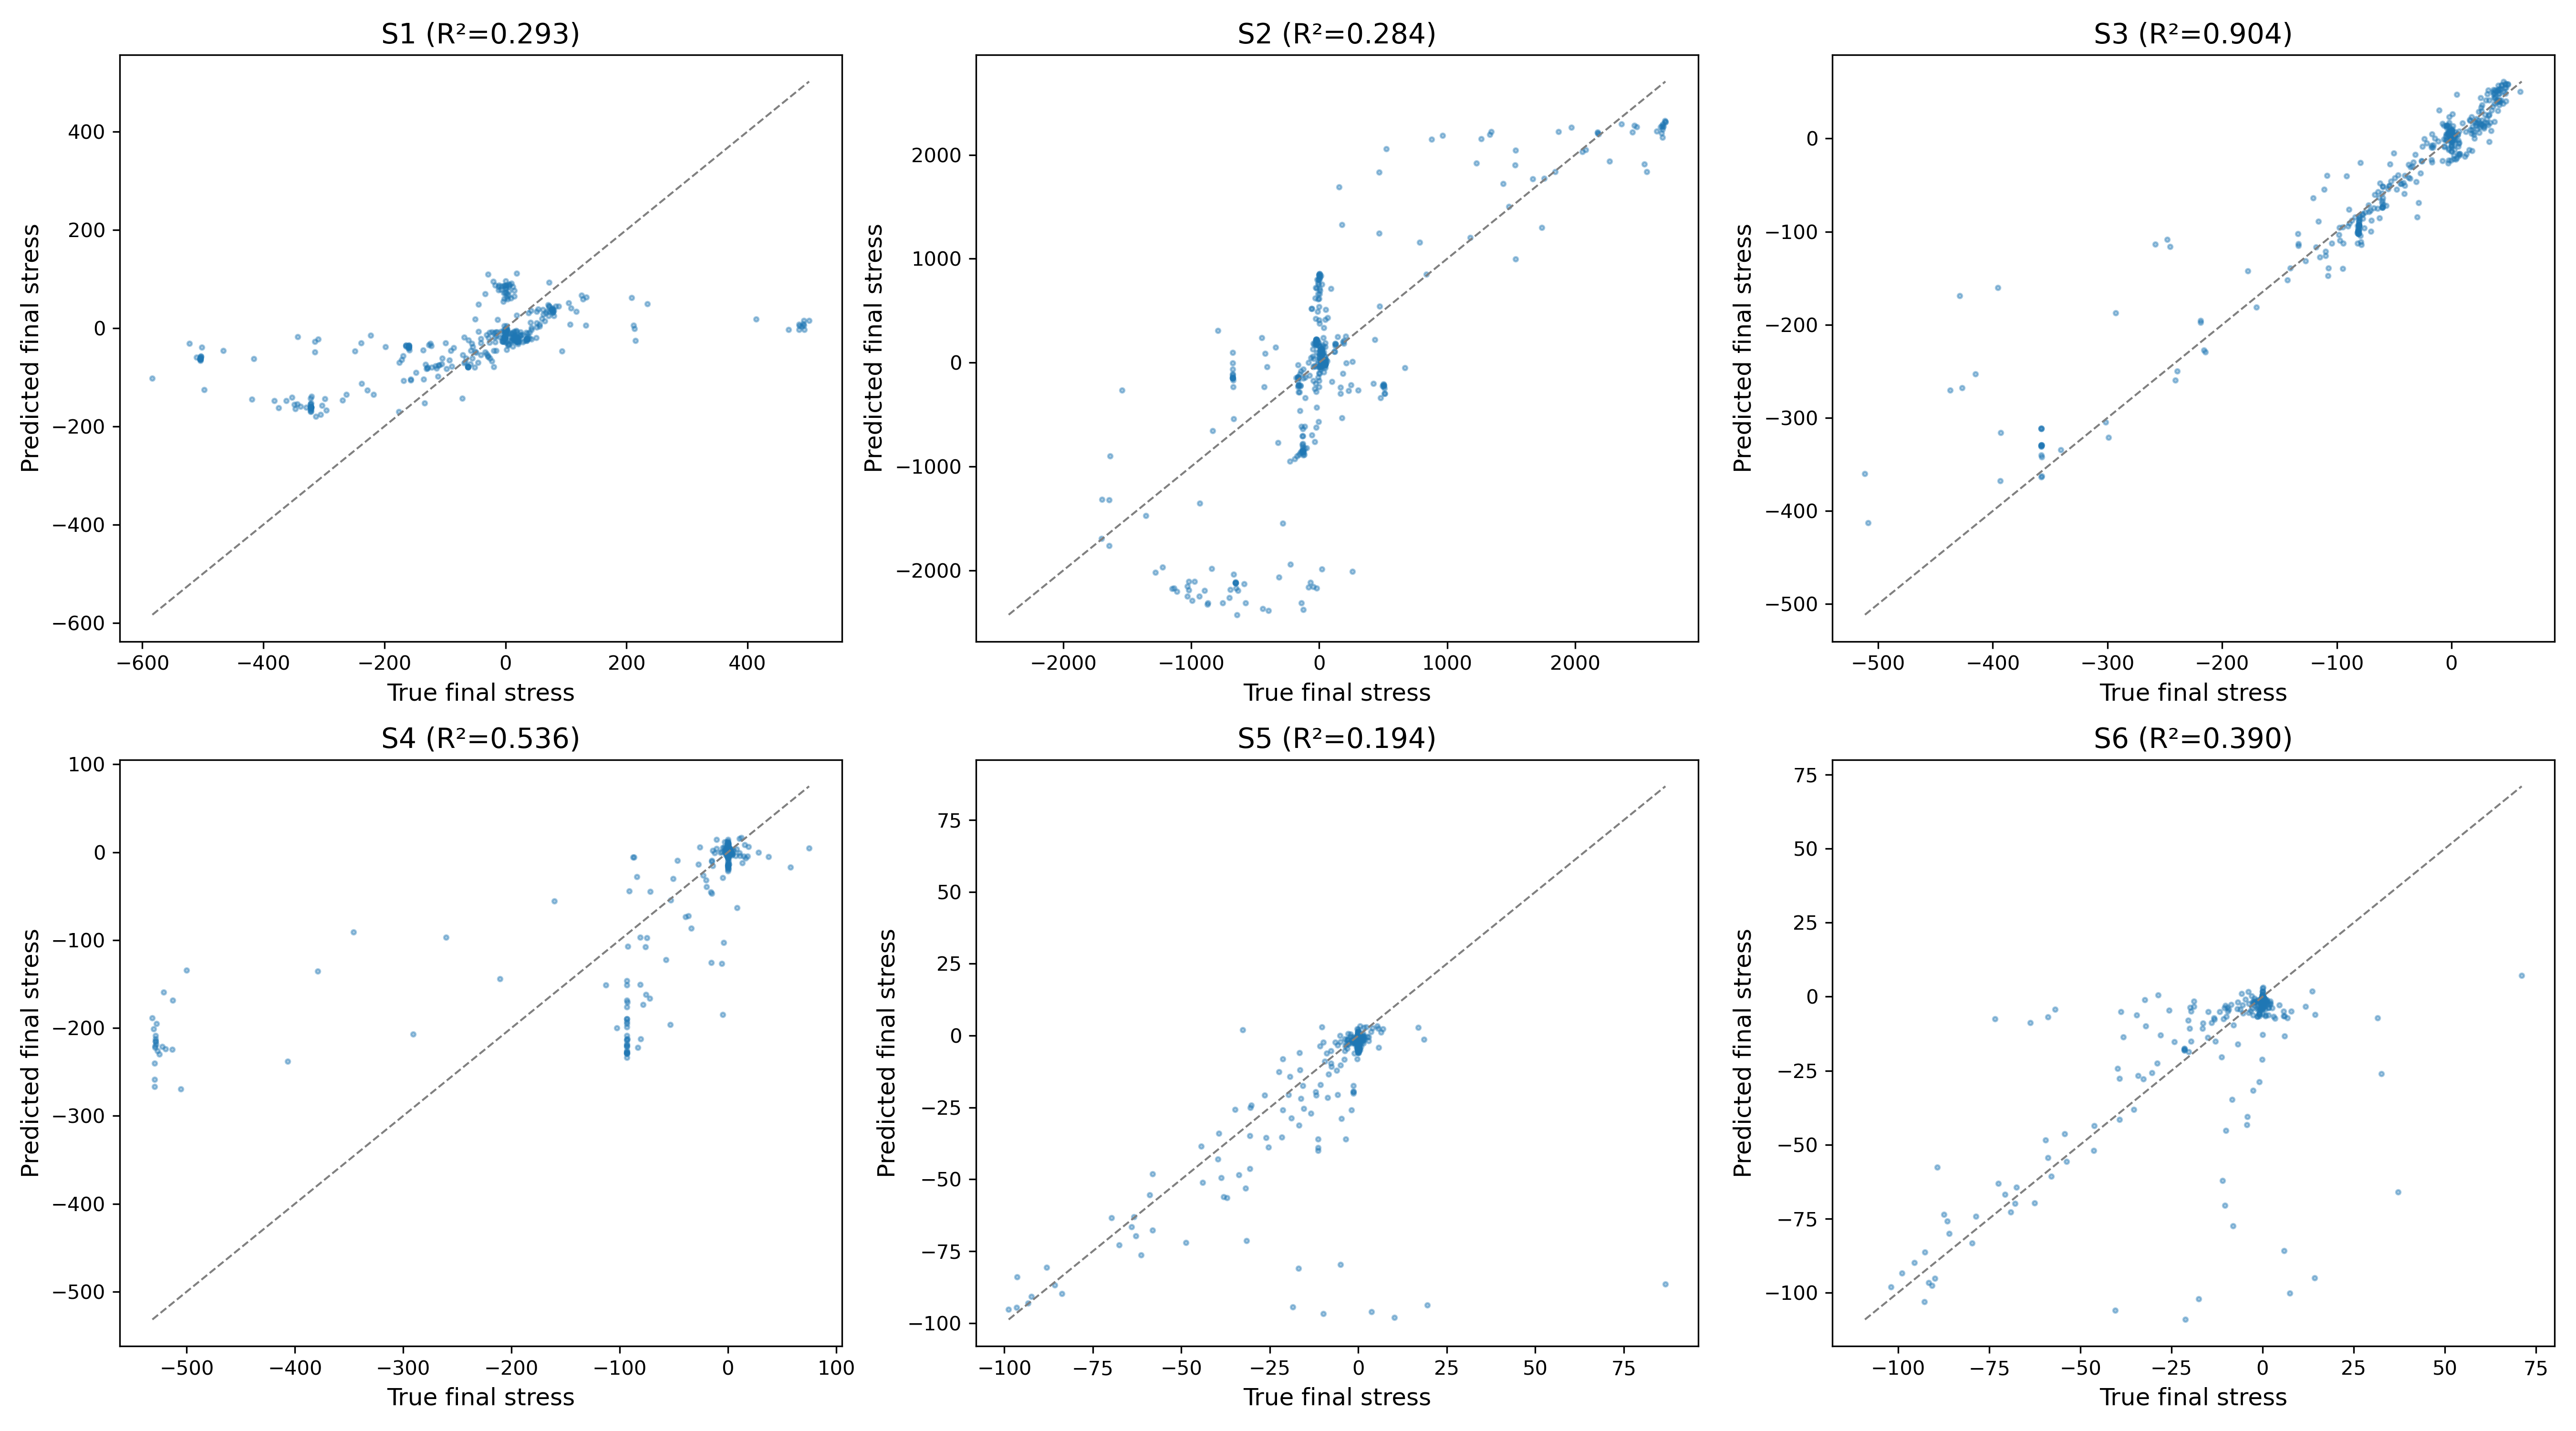 S1 (R²=0.293)
400
200
0
−200
−400
−600
−600 −400 −200 0 200 400
Predicted final stress
True final stress
S2 (R²=0.284)
2000
1000
0
−1000
−2000
−2000 −1000 0 1000 2000
Predicted final stress
True final stress
S3 (R²=0.904)
0
−100
−200
−300
−400
−500
−500 −400 −300 −200 −100 0
Predicted final stress
True final stress
S4 (R²=0.536)
100
0
−100
−200
−300
−400
−500
−500 −400 −300 −200 −100 0 100
Predicted final stress
True final stress
S5 (R²=0.194)
75
50
25
0
−25
−50
−75
−100
−100 −75 −50 −25 0 25 50 75
Predicted final stress
True final stress
S6 (R²=0.390)
75
50
25
0
−25
−50
−75
−100
−100 −75 −50 −25 0 25 50 75
Predicted final stress
True final stress